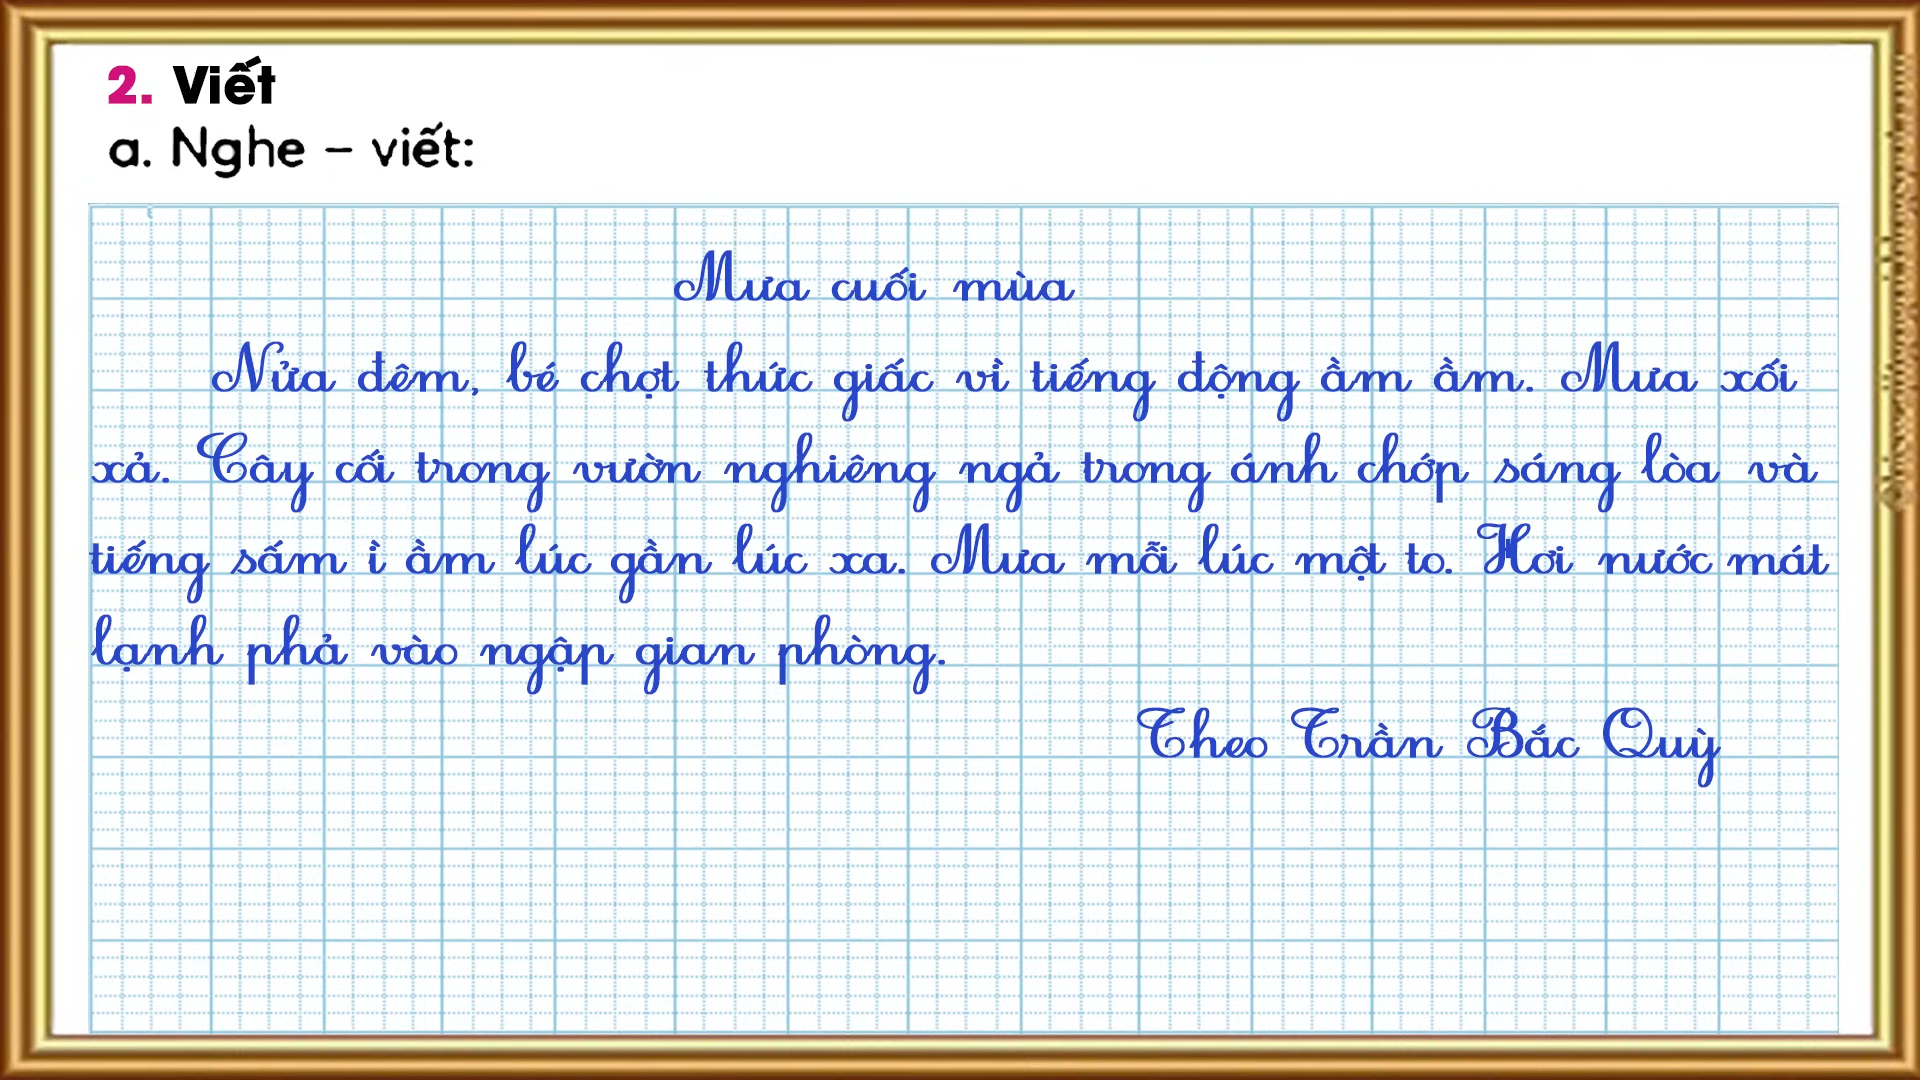 2. Viết
a. Nghe – viết:
Mưa cuối mùa
Nửa đêm, bé chợt thức giấc vì tiếng động ầm ầm. Mưa xối
xả. Cây cối trong vườn nghiêng ngả trong ánh chớp sáng lòa và
tiếng sấm ì ầm lúc gần lúc xa. Mưa mỗi lúc một to. Hơi nước mát
lạnh phả vào ngập gian phòng.
Theo Trần Bắc Quỳ